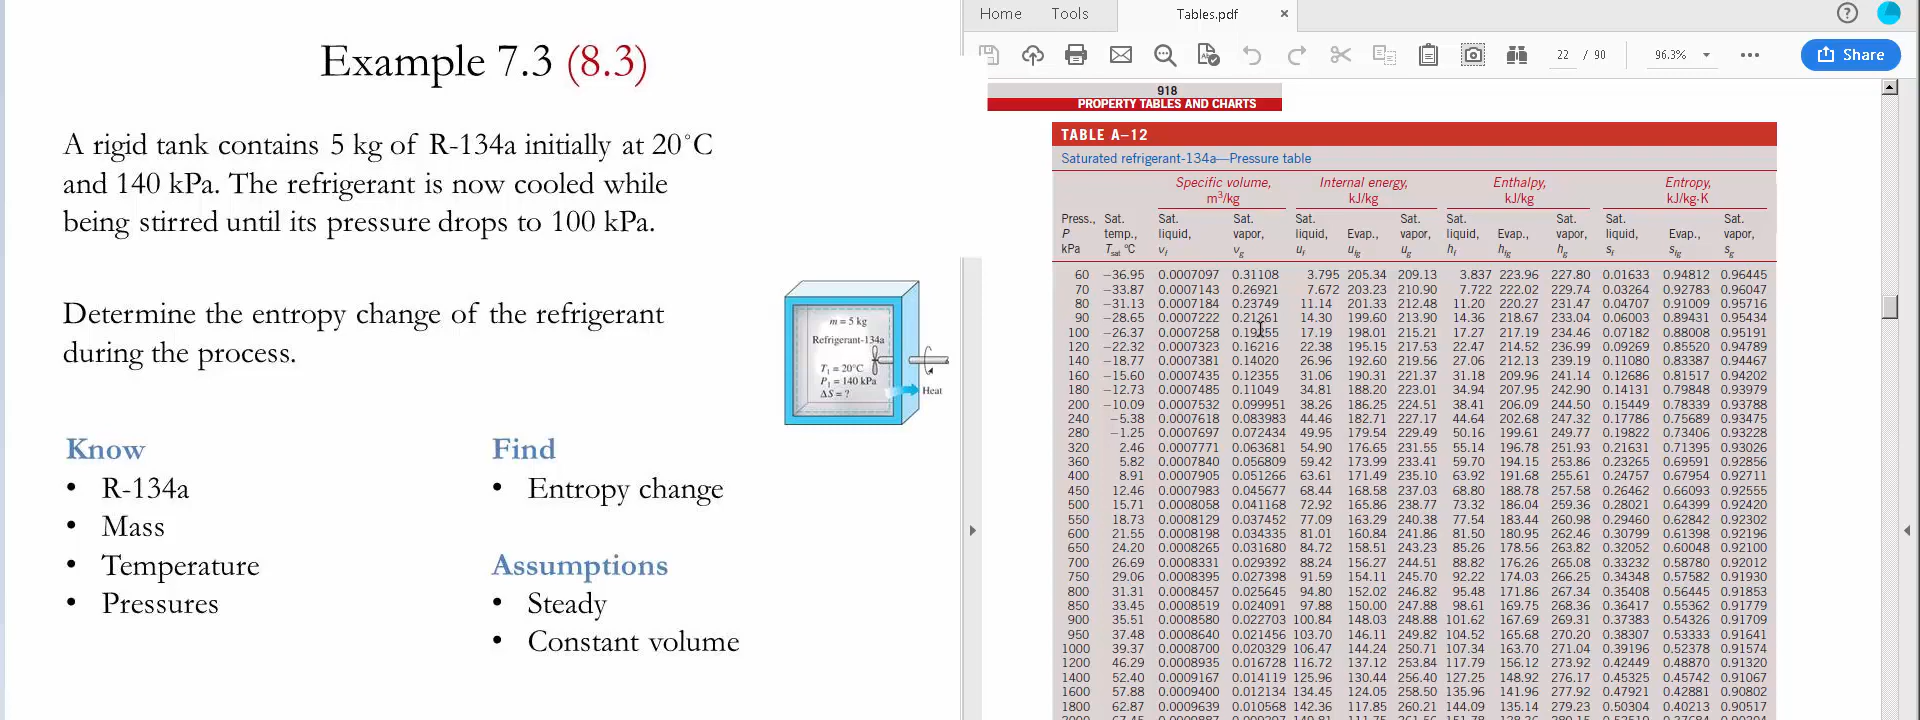 Example 7.3 (8.3)
A rigid tank contains 5 kg of R-134a initially at 20°C
and 140 kPa. The refrigerant is now cooled while
being stirred until its pressure drops to 100 kPa.
Determine the entropy change of the refrigerant
during the process.
m = 5 kg
Refrigerant-134a
T₁ = 20°C
P₁ = 140 kPa
ΔS = ?
Heat
Know
• R-134a
• Mass
• Temperature
• Pressures
Find
• Entropy change
Assumptions
• Steady
• Constant volume
Home Tools Tables.pdf ×
22 / 90 96.3% Share
918
PROPERTY TABLES AND CHARTS
TABLE A–12
Saturated refrigerant-134a—Pressure table
Specific volume, Internal energy, Enthalpy, Entropy,
m³/kg kJ/kg kJ/kg kJ/kg·K
Press., Sat. Sat. Sat. Sat. Sat. Sat. Sat. Sat. Sat.
P temp., liquid, vapor, liquid, Evap., vapor, liquid, Evap., vapor, liquid, Evap., vapor,
kPa Tsat °C vf vg uf ufg ug hf hfg hg sf sfg sg
60 −36.95 0.0007097 0.31108 3.795 205.34 209.13 3.837 223.96 227.80 0.01633 0.94812 0.96445
70 −33.87 0.0007143 0.26921 7.672 203.23 210.90 7.722 222.02 229.74 0.03264 0.92783 0.96047
80 −31.13 0.0007184 0.23749 11.14 201.33 212.48 11.20 220.27 231.47 0.04707 0.91009 0.95716
90 −28.65 0.0007222 0.21261 14.30 199.60 213.90 14.36 218.67 233.04 0.06003 0.89431 0.95434
100 −26.37 0.0007258 17.19 198.01 215.21 17.27 217.19 234.46 0.07182 0.88008 0.95191
120 −22.32 0.0007323 0.16216 22.38 195.15 217.53 22.47 214.52 236.99 0.09269 0.85520 0.94789
140 −18.77 0.0007381 0.14020 26.96 192.60 219.56 27.06 212.13 239.19 0.11080 0.83387 0.94467
160 −15.60 0.0007435 0.12355 31.06 190.31 221.37 31.18 209.96 241.14 0.12686 0.81517 0.94202
180 −12.73 0.0007485 0.11049 34.81 188.20 223.01 34.94 207.95 242.90 0.14131 0.79848 0.93979
200 −10.09 0.0007532 0.099951 38.26 186.25 224.51 38.41 206.09 244.50 0.15449 0.78339 0.93788
240 −5.38 0.0007618 0.083983 44.46 182.71 227.17 44.64 202.68 247.32 0.17786 0.75689 0.93475
280 −1.25 0.0007697 0.072434 49.95 179.54 229.49 50.16 199.61 249.77 0.19822 0.73406 0.93228
320 2.46 0.0007771 0.063681 54.90 176.65 231.55 55.14 196.78 251.93 0.21631 0.71395 0.93026
360 5.82 0.0007840 0.056809 59.42 173.99 233.41 59.70 194.15 253.86 0.23265 0.69591 0.92856
400 8.91 0.0007905 0.051266 63.61 171.49 235.10 63.92 191.68 255.61 0.24757 0.67954 0.92711
450 12.46 0.0007983 0.045677 68.44 168.58 237.03 68.80 188.78 257.58 0.26462 0.66093 0.92555
500 15.71 0.0008058 0.041168 72.92 165.86 238.77 73.32 186.04 259.36 0.28021 0.64399 0.92420
550 18.73 0.0008129 0.037452 77.09 163.29 240.38 77.54 183.44 260.98 0.29460 0.62842 0.92302
600 21.55 0.0008198 0.034335 81.01 160.84 241.86 81.50 180.95 262.46 0.30799 0.61398 0.92196
650 24.20 0.0008265 0.031680 84.72 158.51 243.23 85.26 178.56 263.82 0.32052 0.60048 0.92100
700 26.69 0.0008331 0.029392 88.24 156.27 244.51 88.82 176.26 265.08 0.33232 0.58780 0.92012
750 29.06 0.0008395 0.027398 91.59 154.11 245.70 92.22 174.03 266.25 0.34348 0.57582 0.91930
800 31.31 0.0008457 0.025645 94.80 152.02 246.82 95.48 171.86 267.34 0.35408 0.56445 0.91853
850 33.45 0.0008519 0.024091 97.88 150.00 247.88 98.61 169.75 268.36 0.36417 0.55362 0.91779
900 35.51 0.0008580 0.022703 100.84 148.03 248.88 101.62 167.69 269.31 0.37383 0.54326 0.91709
950 37.48 0.0008640 0.021456 103.70 146.11 249.82 104.52 165.68 270.20 0.38307 0.53333 0.91641
1000 39.37 0.0008700 0.020329 106.47 144.24 250.71 107.34 163.70 271.04 0.39196 0.52378 0.91574
1200 46.29 0.0008935 0.016728 116.72 137.12 253.84 117.79 156.12 273.92 0.42449 0.48870 0.91320
1400 52.40 0.0009167 0.014119 125.96 130.44 256.40 127.25 148.92 276.17 0.45325 0.45742 0.91067
1600 57.88 0.0009400 0.012134 134.45 124.05 258.50 135.96 141.96 277.92 0.47921 0.42881 0.90802
1800 62.87 0.0009639 0.010568 142.36 117.85 260.21 144.09 135.14 279.23 0.50304 0.40213 0.90517